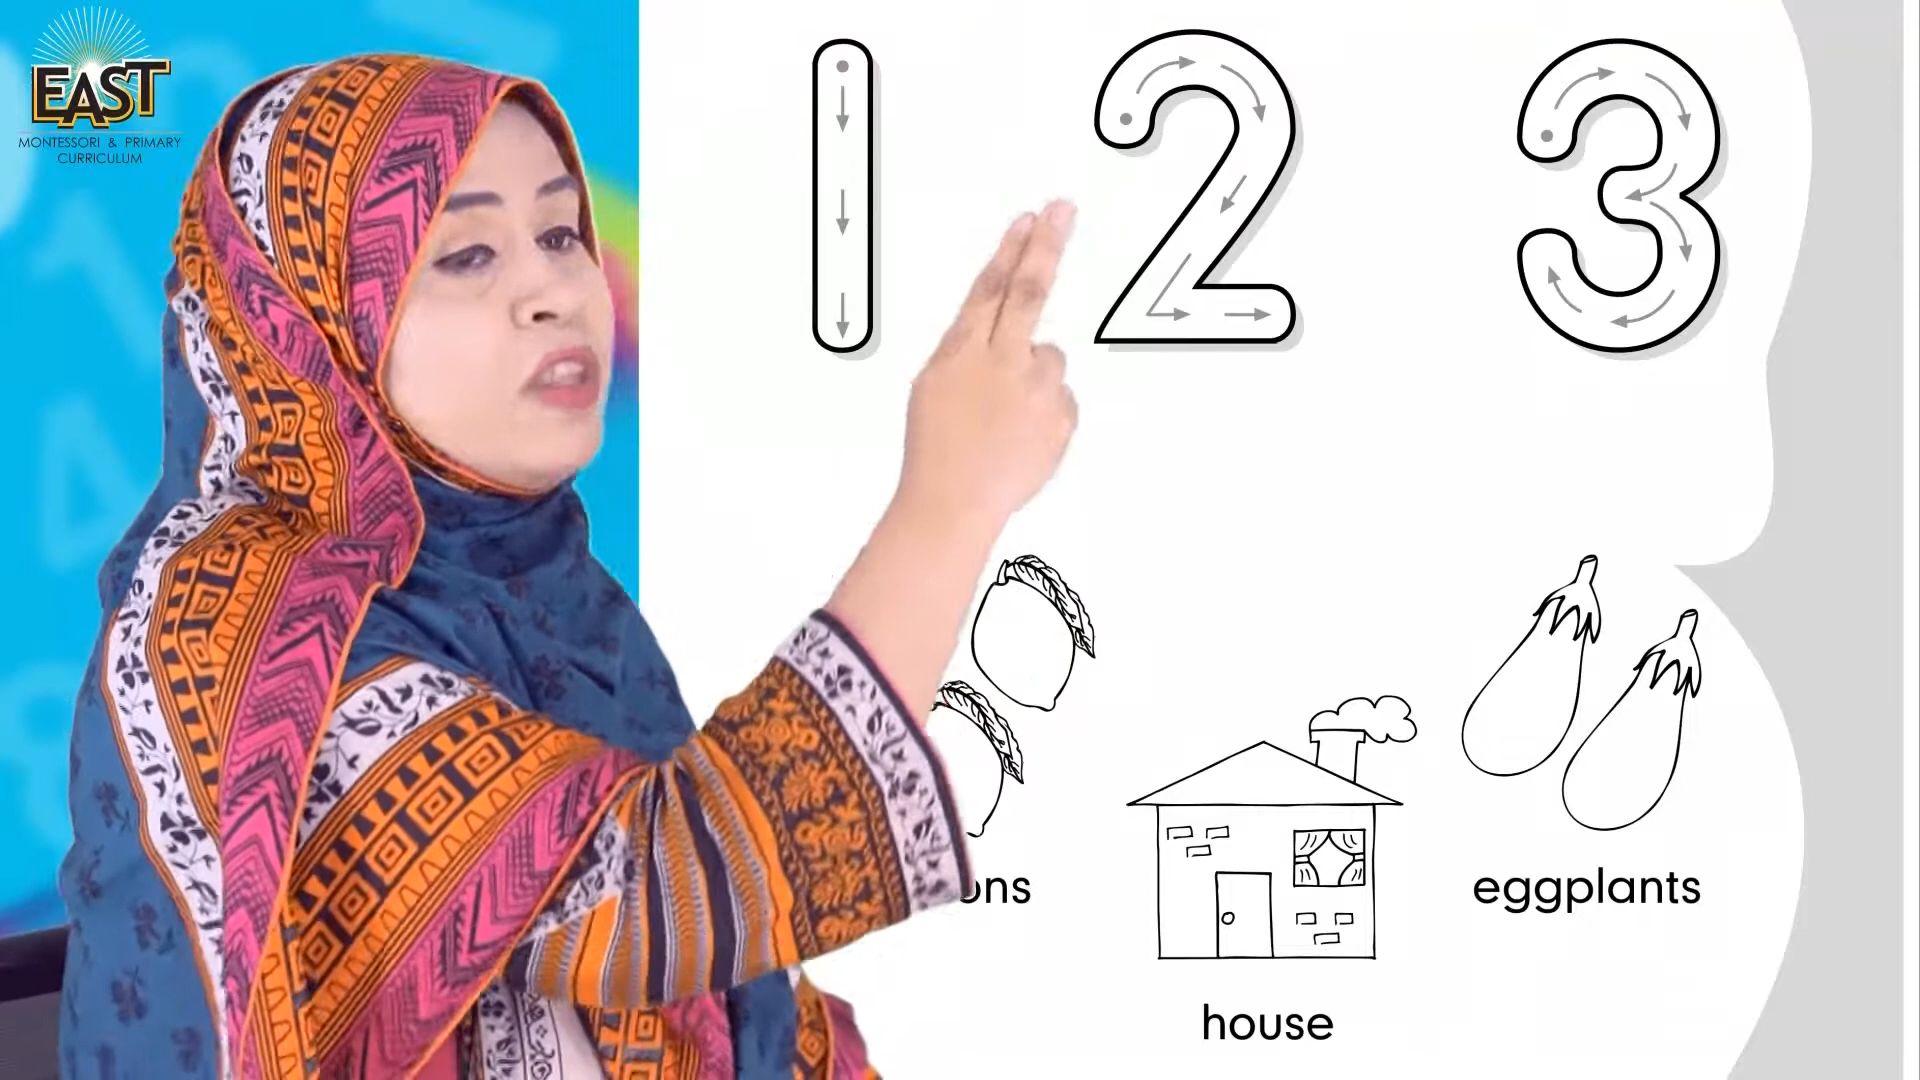 EAST
MONTESSORI & PRIMARY
CURRICULUM
1 2 3
eggplants
house